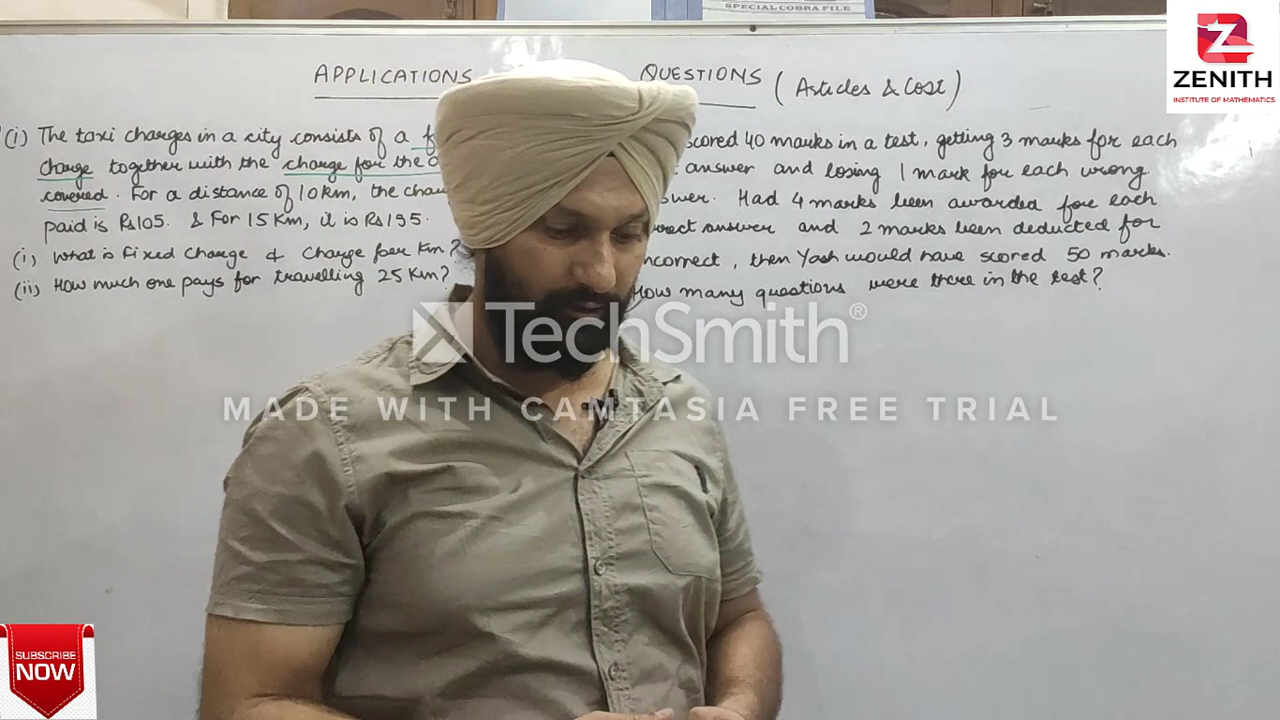 SPECIAL COBRA FILE
Z
ZENITH
INSTITUTE OF MATHEMATICS
APPLICATIONS QUESTIONS (Articles & Cost)
(i) The taxi charges in a city consists of a f
charge together with the charge for the
covered. For a distance of 10 km, the
paid is Rs105. & For 15 Km, it is Rs
(i) What is fixed charge & Charge per Km?
(ii) How much one pays for travelling 25 Km?
scored 40 marks in a test, getting 3 marks for each
answer and losing 1 mark for each wrong
swer. Had 4 marks been awarded for each
rrect answer and 2 marks been deducted for
ncorrect, then Yash would have scored 50 marks.
How many questions were there in the test?
TechSmith®
MADE WITH CAMTASIA FREE TRIAL
SUBSCRIBE
NOW